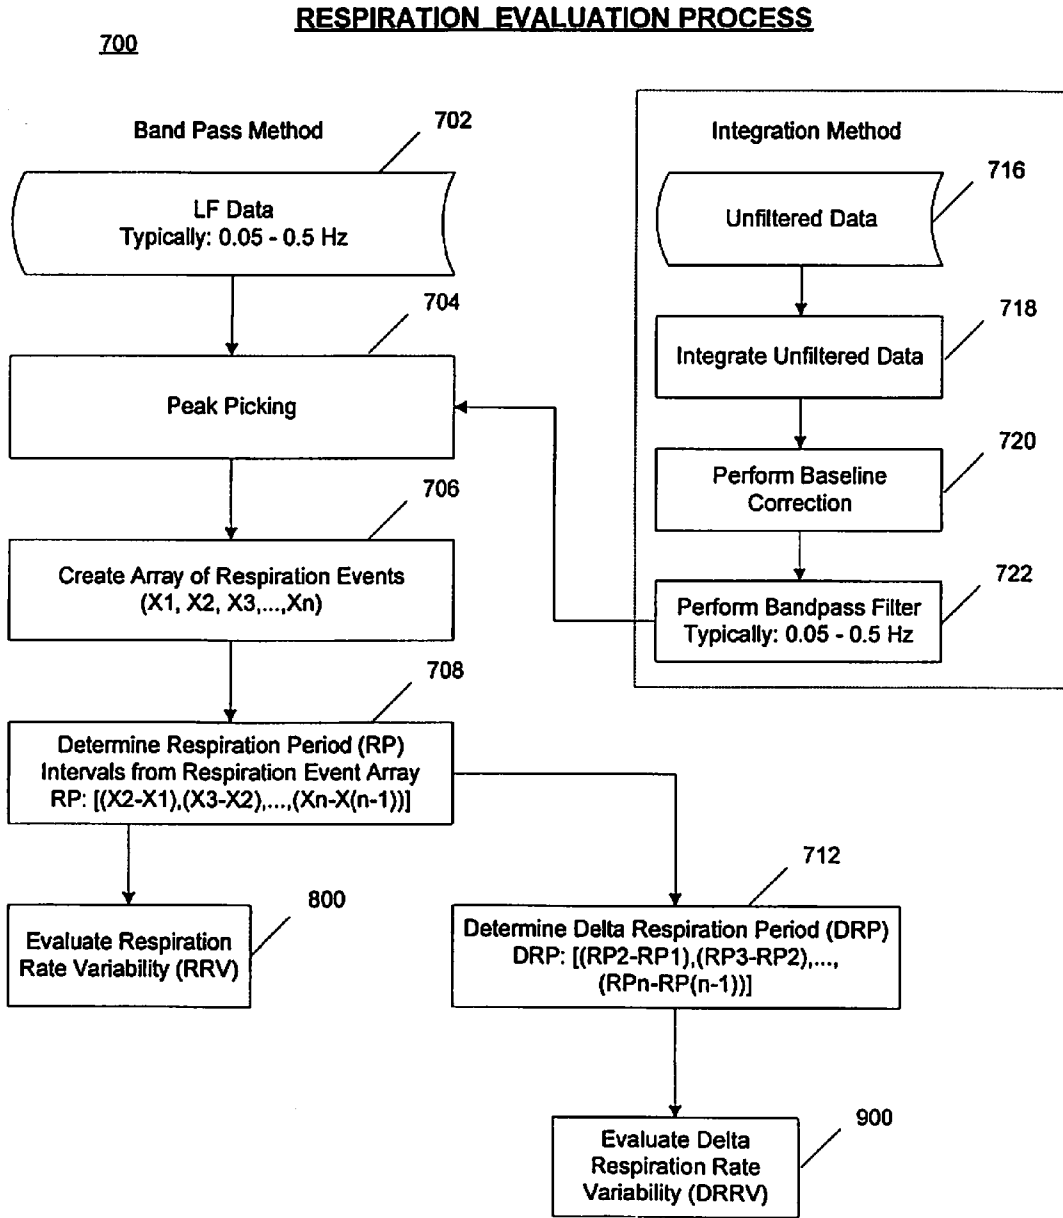 RESPIRATION EVALUATION PROCESS
700
Band Pass Method
702
LF Data
Typically: 0.05 - 0.5 Hz
704
Peak Picking
706
Create Array of Respiration Events
(X1, X2, X3,...,Xn)
708
Determine Respiration Period (RP)
Intervals from Respiration Event Array
RP: [(X2-X1),(X3-X2),...,(Xn-X(n-1))]
800
Evaluate Respiration
Rate Variability (RRV)
712
Determine Delta Respiration Period (DRP)
DRP: [(RP2-RP1),(RP3-RP2),...,
(RPn-RP(n-1))]
900
Evaluate Delta
Respiration Rate
Variability (DRRV)
Integration Method
716
Unfiltered Data
718
Integrate Unfiltered Data
720
Perform Baseline
Correction
722
Perform Bandpass Filter
Typically: 0.05 - 0.5 Hz